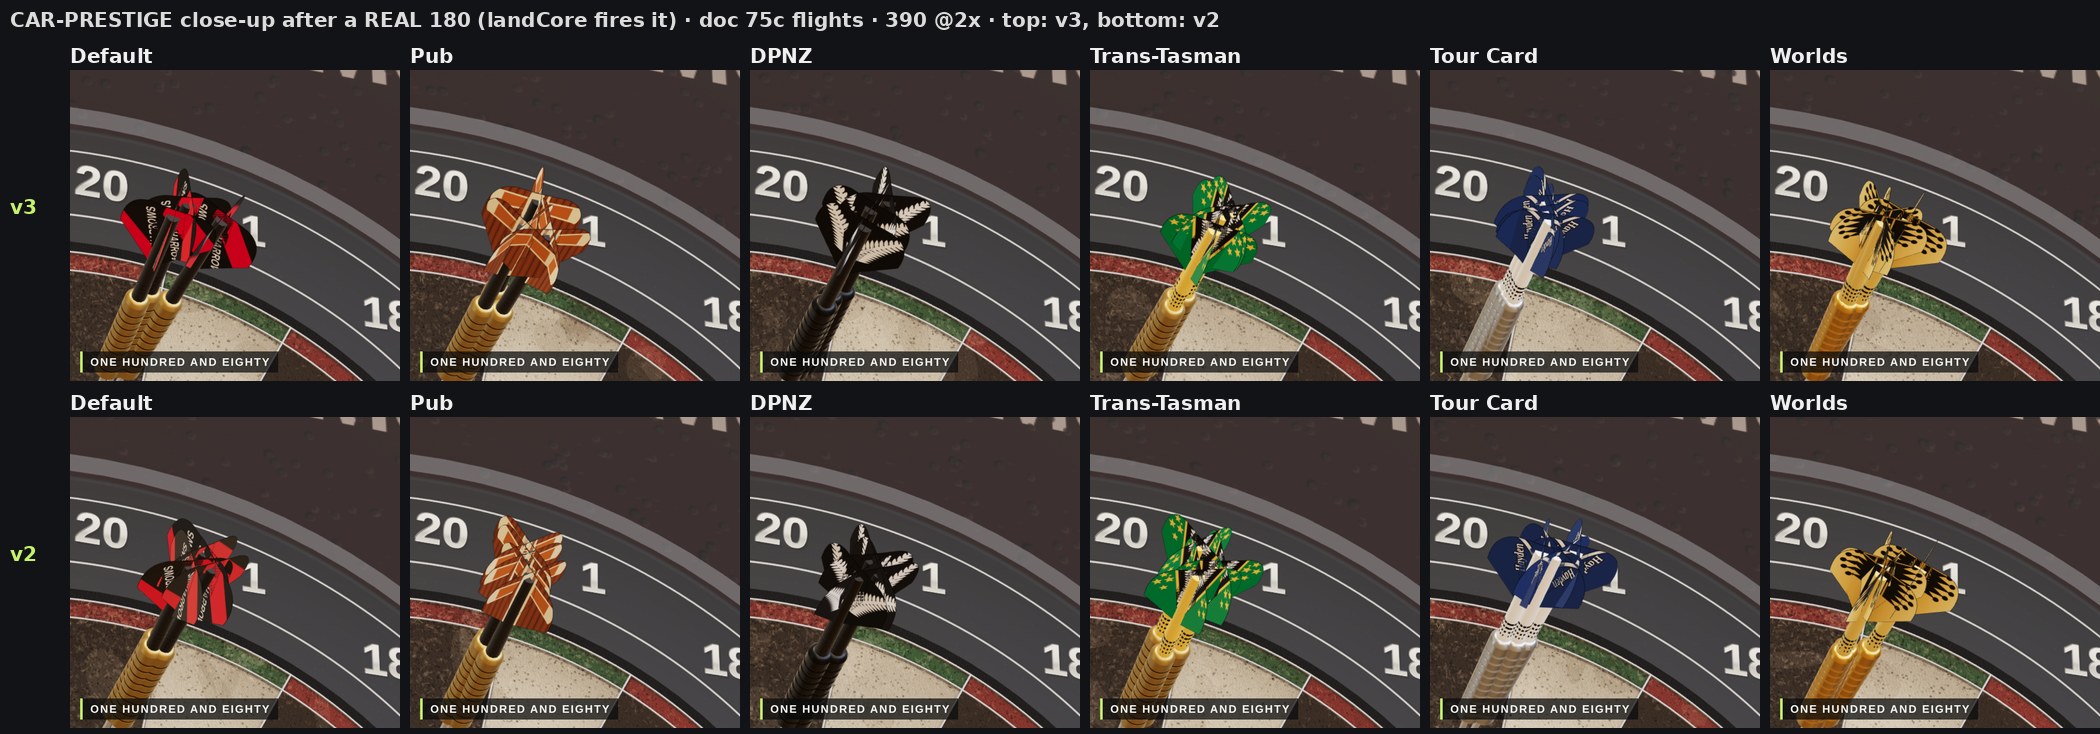 CAR-PRESTIGE close-up after a REAL 180 (landCore fires it) · doc 75c flights · 390 @2x · top: v3, bottom: v2
Default Pub DPNZ Trans-Tasman Tour Card Worlds
v3
20 1 18 20 1 18 20 1 18 20 1 18 20 1 18 20 1 18
ONE HUNDRED AND EIGHTY ONE HUNDRED AND EIGHTY ONE HUNDRED AND EIGHTY ONE HUNDRED AND EIGHTY ONE HUNDRED AND EIGHTY ONE HUNDRED AND EIGHTY
Default Pub DPNZ Trans-Tasman Tour Card Worlds
v2
20 1 18 20 1 18 20 1 18 20 1 18 20 1 18 20 1 18
ONE HUNDRED AND EIGHTY ONE HUNDRED AND EIGHTY ONE HUNDRED AND EIGHTY ONE HUNDRED AND EIGHTY ONE HUNDRED AND EIGHTY ONE HUNDRED AND EIGHTY